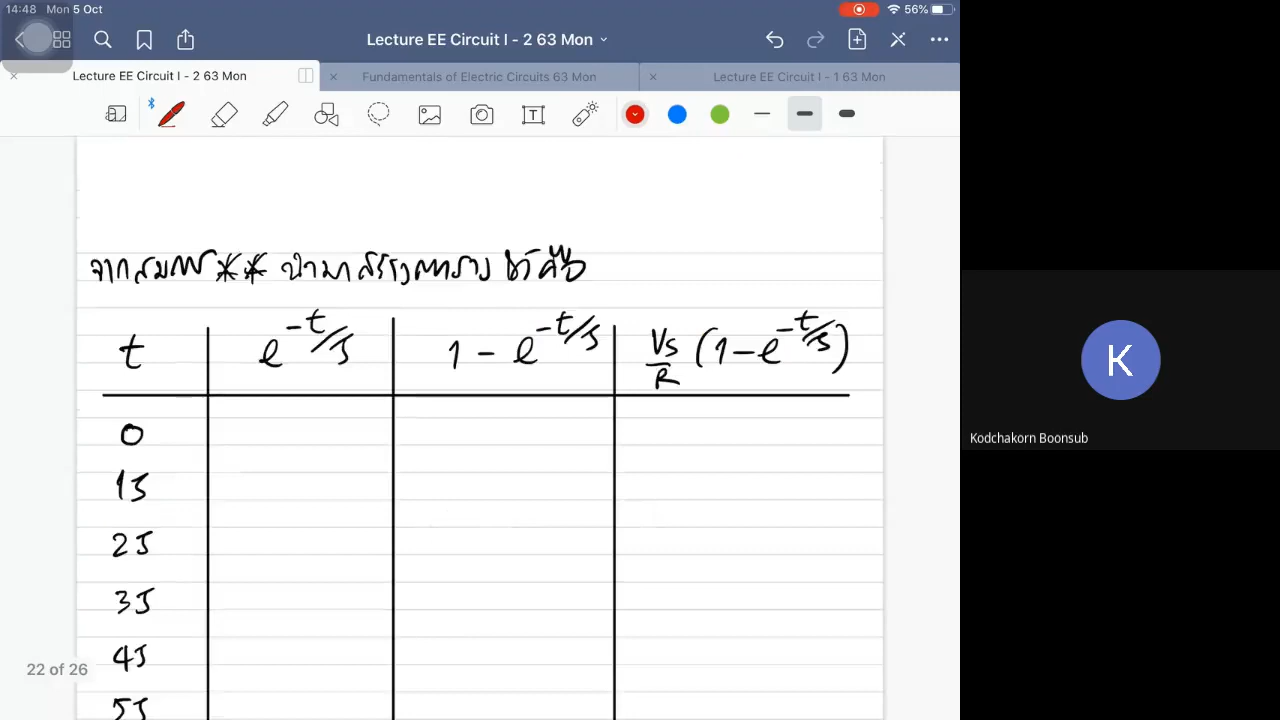 14:48 Mon 5 Oct
56%
Lecture EE Circuit I - 2 63 Mon
Lecture EE Circuit I - 2 63 Mon
Fundamentals of Electric Circuits 63 Mon
Lecture EE Circuit I - 1 63 Mon
T
จากสมการ ** นำมาสร้างตาราง ได้ดังนี้
t e^{-t/τ} 1 - e^{-t/τ} Vs/R (1 - e^{-t/τ})
0
1τ
2τ
3τ
4τ
5τ
22 of 26
K
Kodchakorn Boonsub